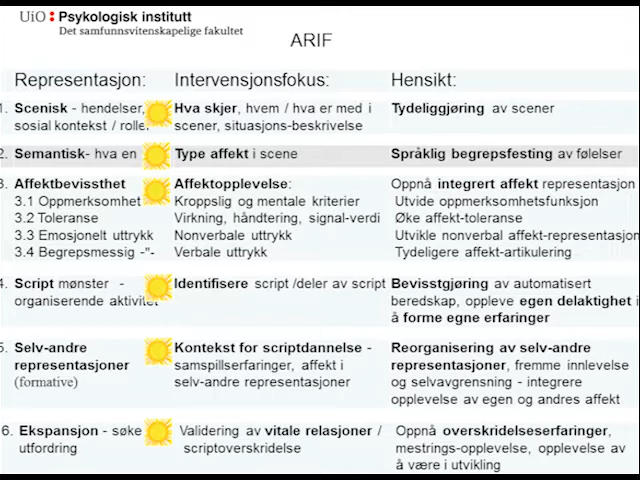 UiO Psykologisk institutt
Det samfunnsvitenskapelige fakultet
ARIF
Representasjon: Intervensjonsfokus: Hensikt:
1. Scenisk - hendelser, Hva skjer, hvem / hva er med i Tydeliggjøring av scener
sosial kontekst / rolle scener, situasjons-beskrivelse
2. Semantisk- hva en Type affekt i scene Språklig begrepsfesting av følelser
3. Affektbevissthet Affektopplevelse: Oppnå integrert affekt representasjon
3.1 Oppmerksomhet Kroppslig og mentale kriterier Utvide oppmerksomhetsfunksjon
3.2 Toleranse Virkning, håndtering, signal-verdi Øke affekt-toleranse
3.3 Emosjonelt uttrykk Nonverbale uttrykk Utvikle nonverbal affekt-representasjon
3.4 Begrepsmessig -"- Verbale uttrykk Tydeligere affekt-artikulering
4. Script mønster - Identifisere script /deler av script Bevisstgjøring av automatisert
organiserende aktivitet beredskap, oppleve egen delaktighet i
å forme egne erfaringer
5. Selv-andre Kontekst for scriptdannelse - Reorganisering av selv-andre
representasjoner samspillserfaringer, affekt i representasjoner, fremme innlevelse
(formative) selv-andre representasjoner og selvavgrensning - integrere
opplevelse av egen og andres affekt
6. Ekspansjon - søke Validering av vitale relasjoner / Oppnå overskridelseserfaringer,
utfordring scriptoverskridelse mestrings-opplevelse, opplevelse av
å være i utvikling